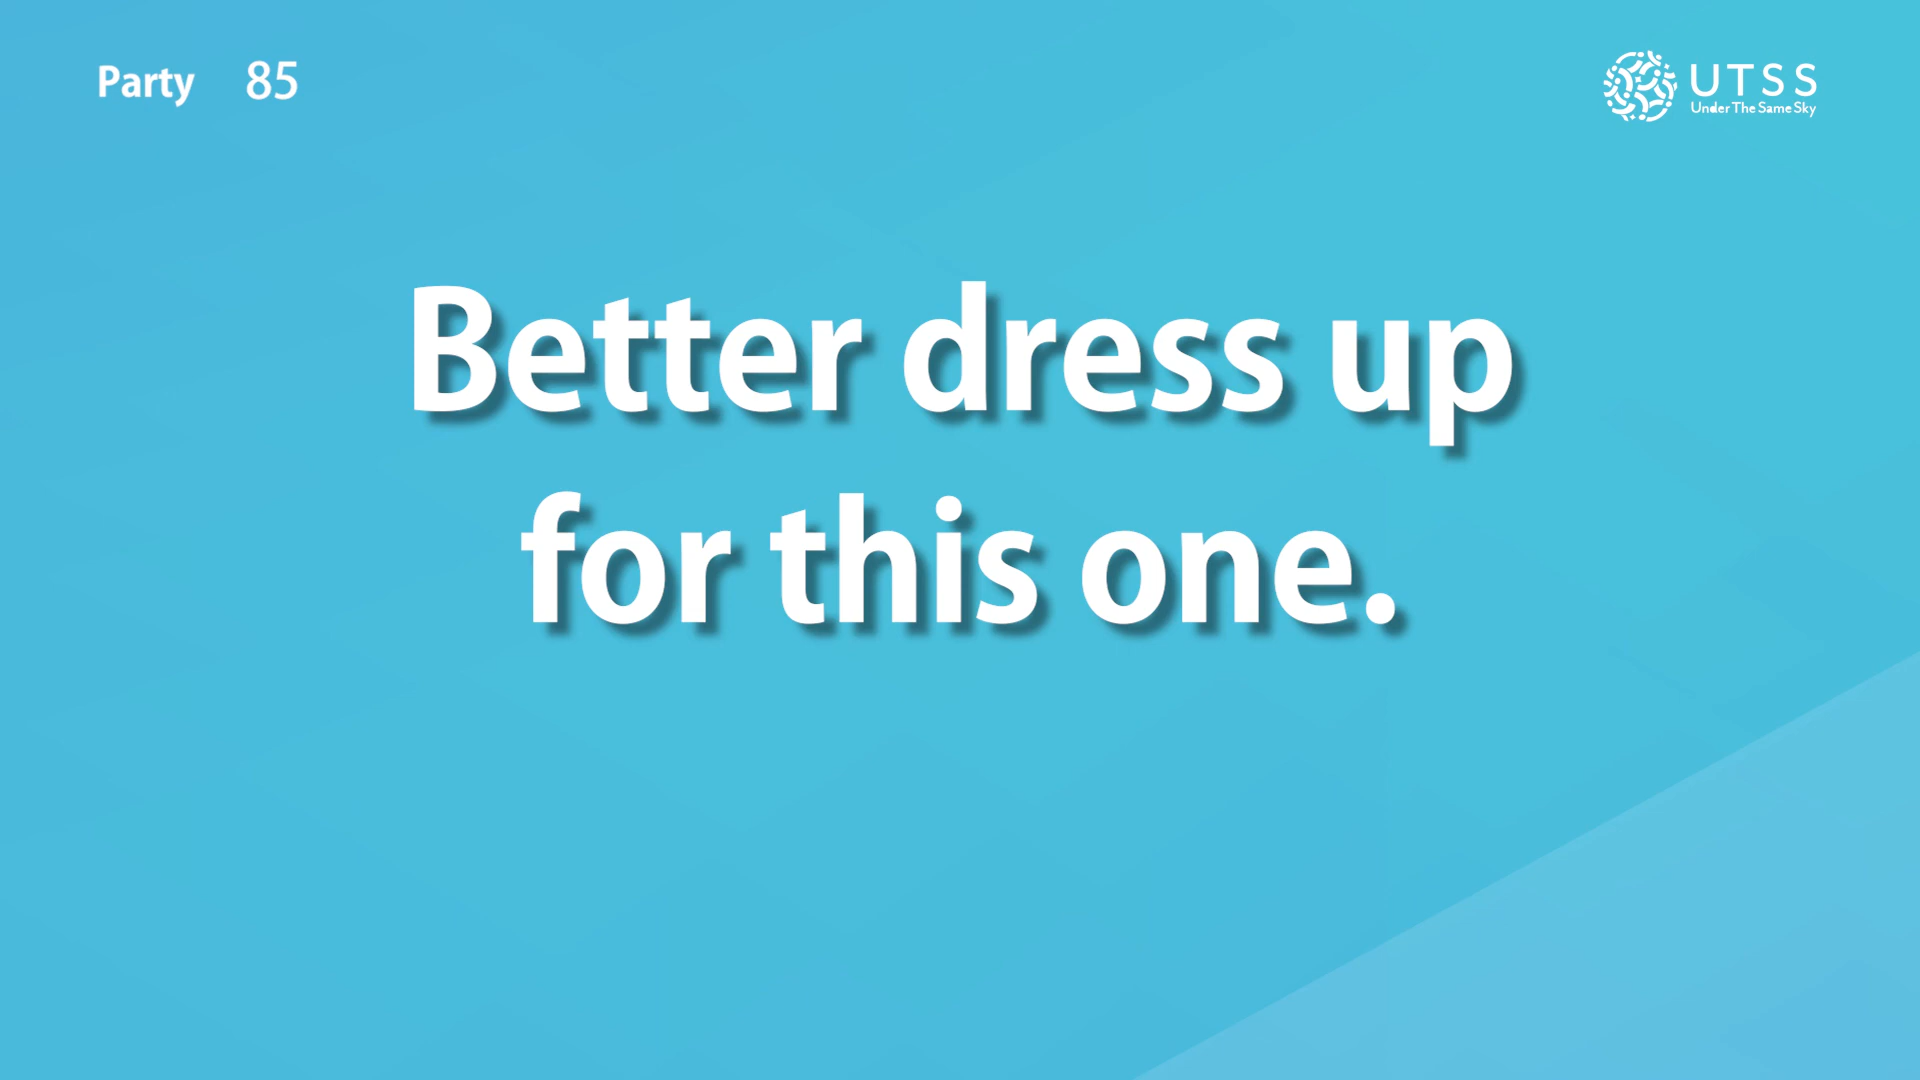 Party 85
UTSS
Under The Same Sky
Better dress up
for this one.